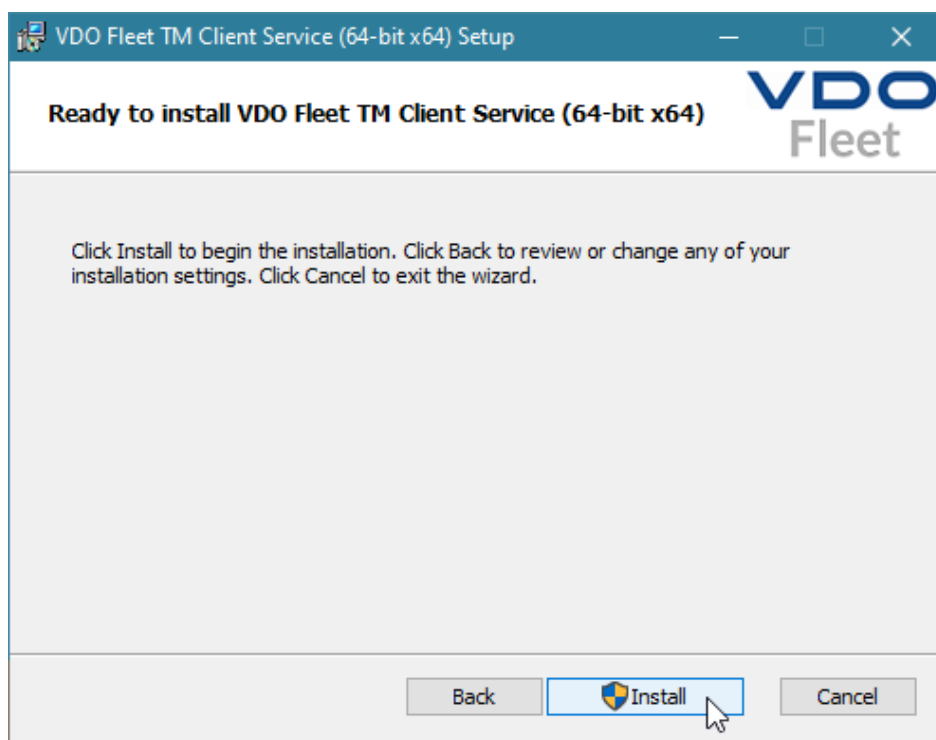 VDO Fleet TM Client Service (64-bit x64) Setup
Ready to install VDO Fleet TM Client Service (64-bit x64)
VDO
Fleet
Click Install to begin the installation. Click Back to review or change any of your
installation settings. Click Cancel to exit the wizard.
Back
Install
Cancel